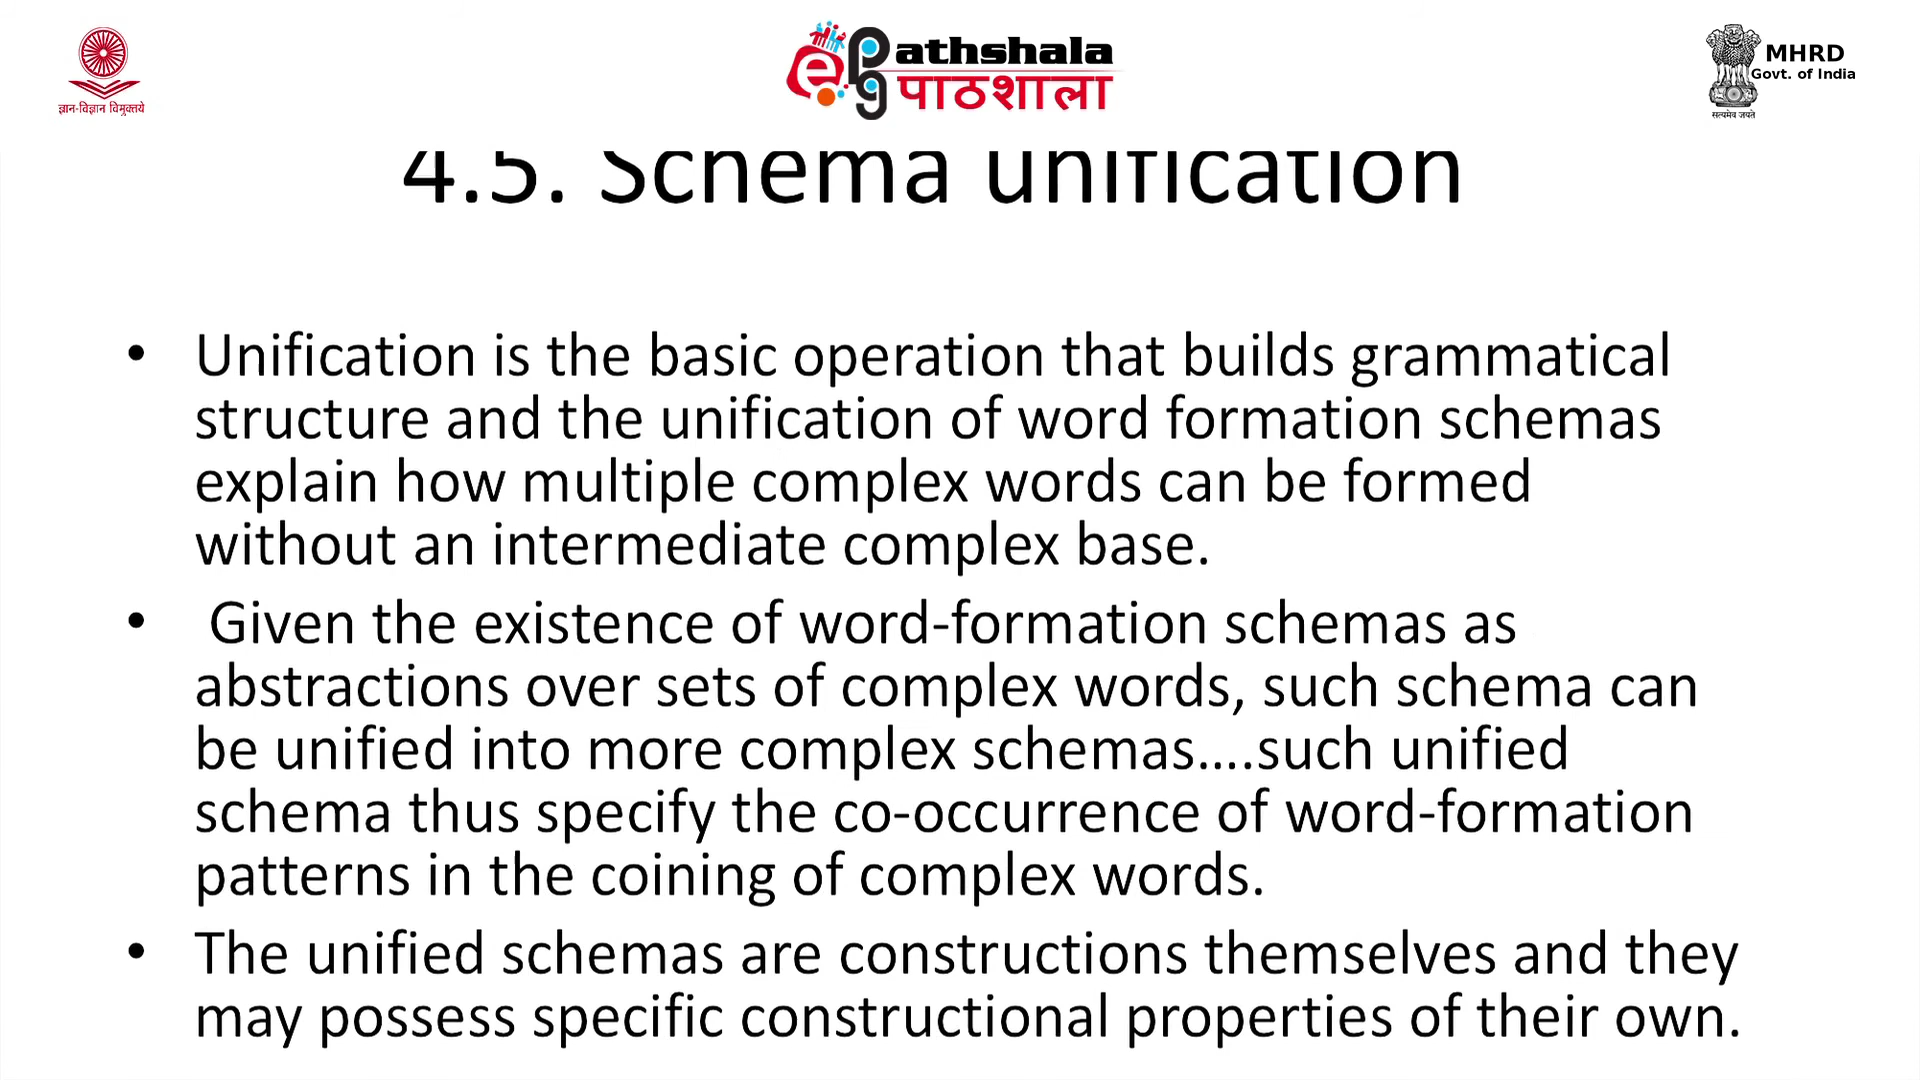 ज्ञान-विज्ञान विमुक्तये
ePathshala
पाठशाला
MHRD
Govt. of India
सत्यमेव जयते
4.5. Schema unification
• Unification is the basic operation that builds grammatical
structure and the unification of word formation schemas
explain how multiple complex words can be formed
without an intermediate complex base.
• Given the existence of word-formation schemas as
abstractions over sets of complex words, such schema can
be unified into more complex schemas....such unified
schema thus specify the co-occurrence of word-formation
patterns in the coining of complex words.
• The unified schemas are constructions themselves and they
may possess specific constructional properties of their own.